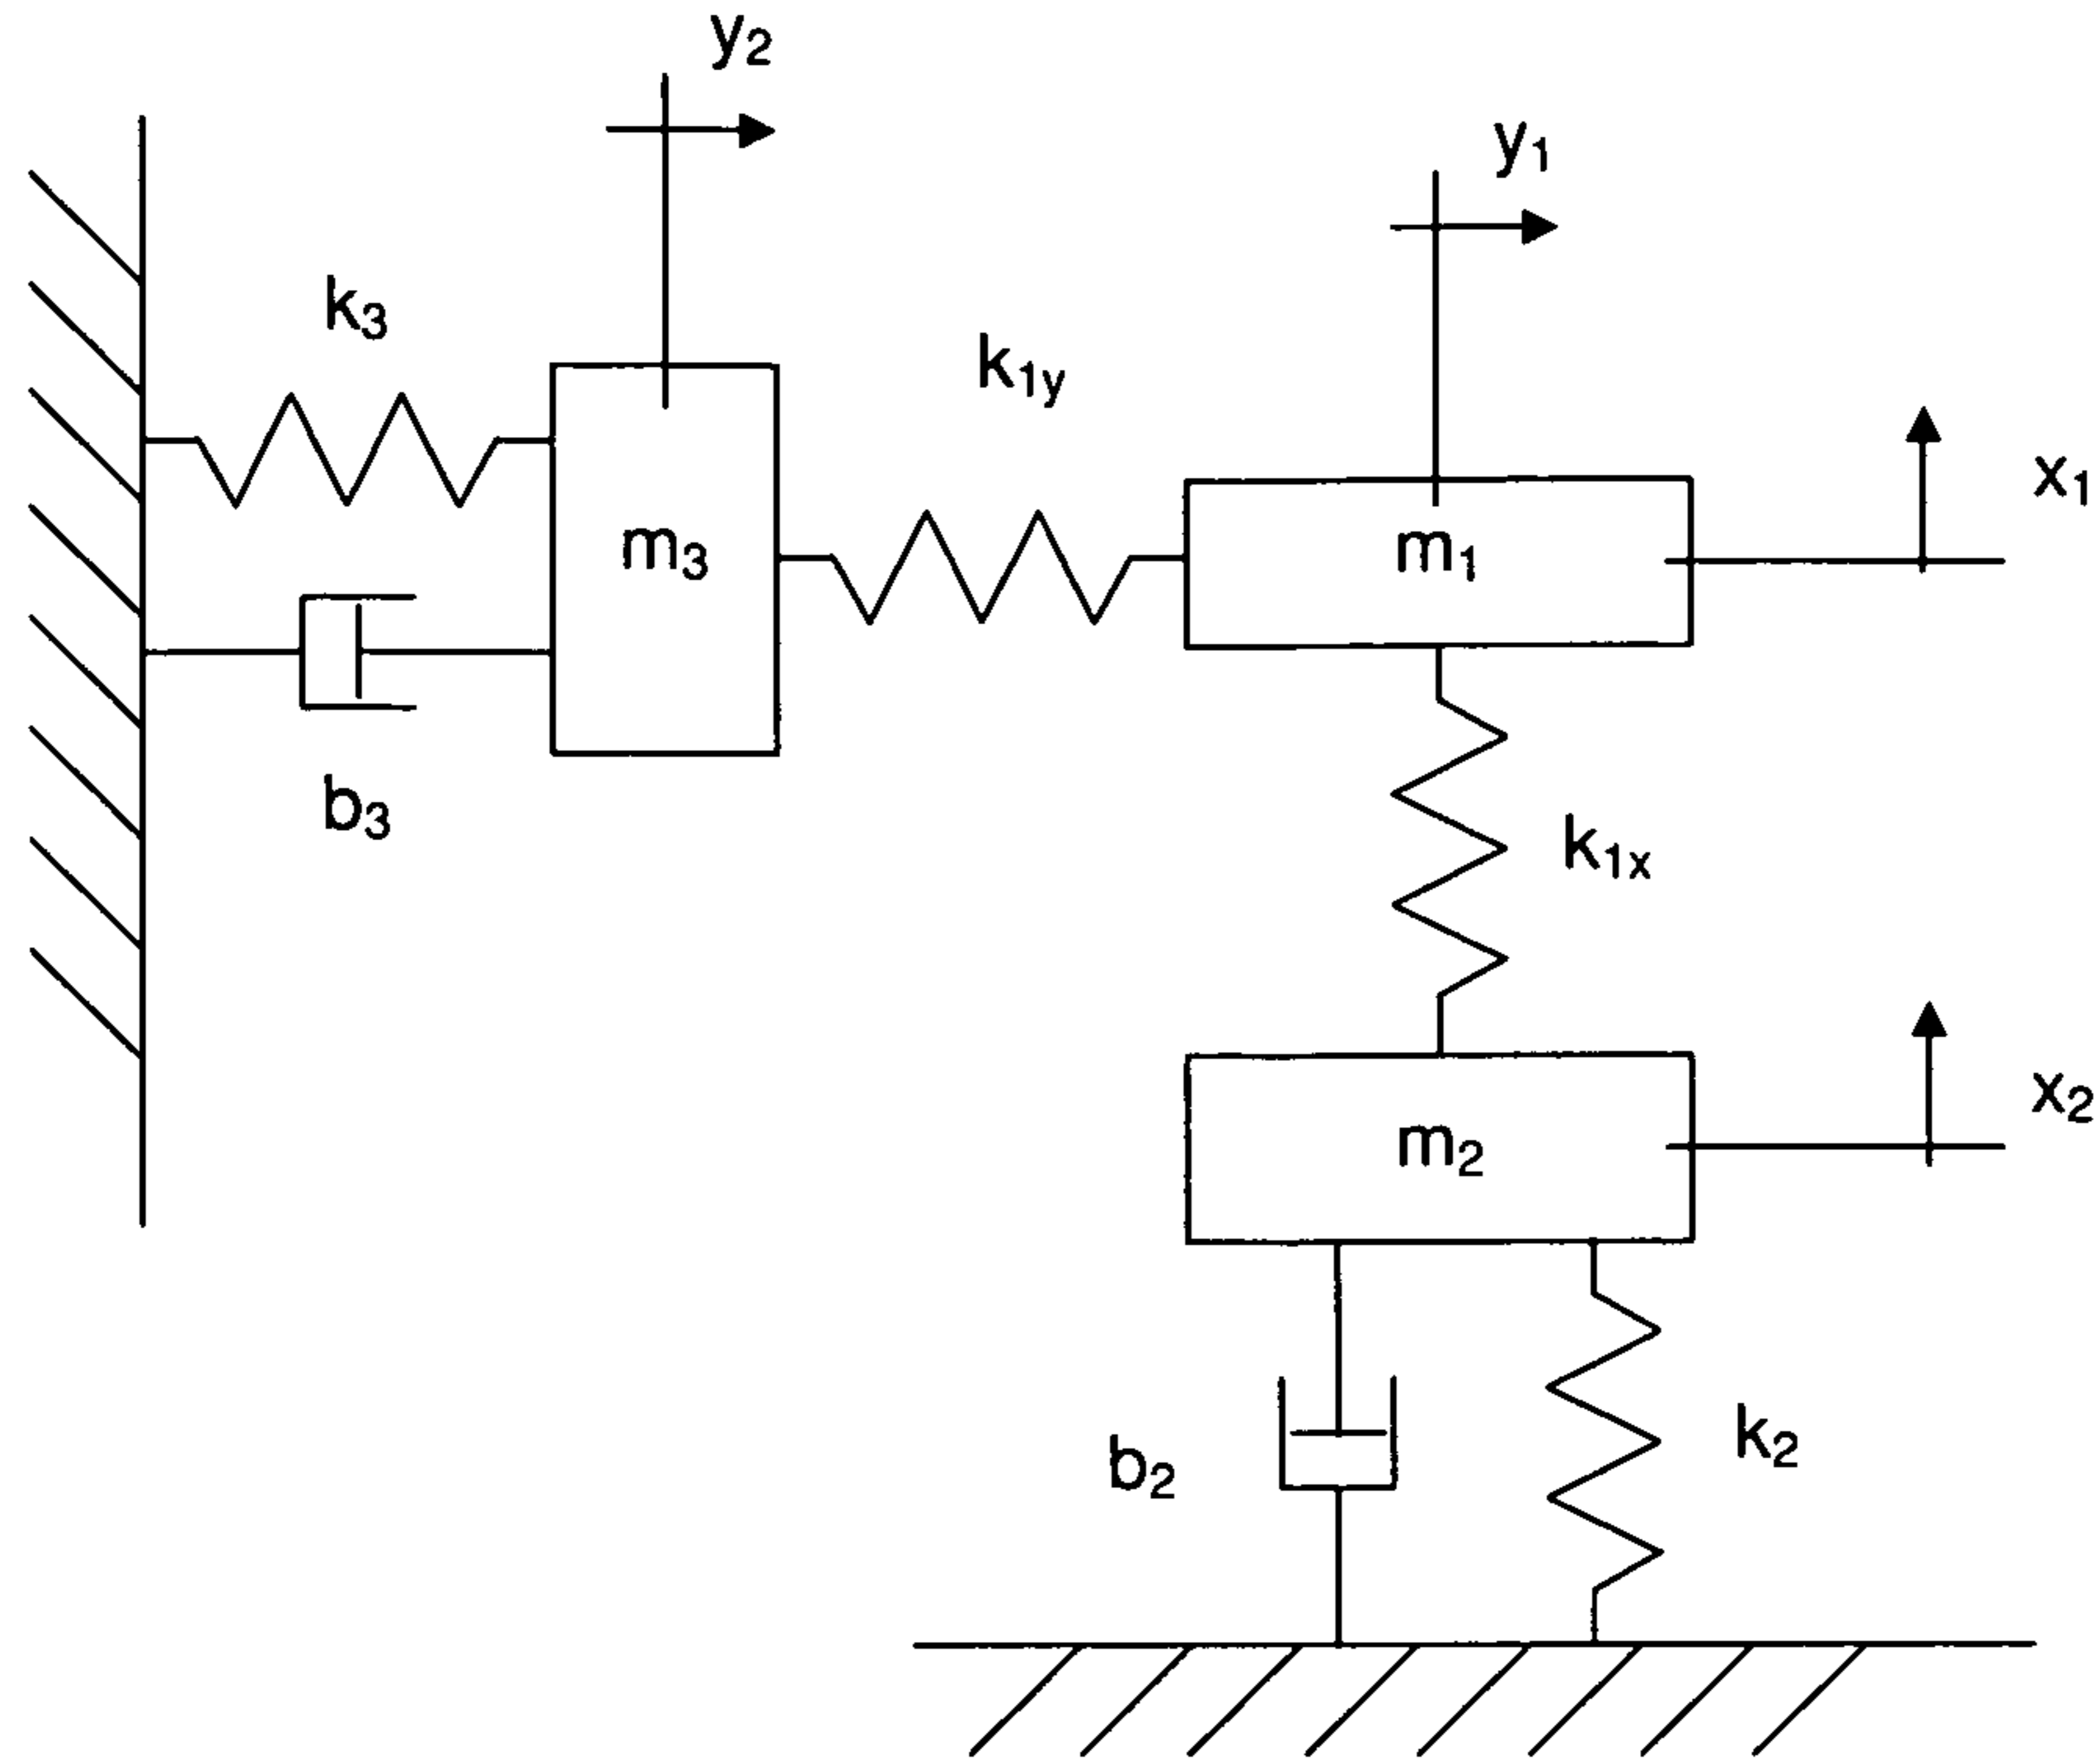 y₂
y₁
k₃
k₁y
x₁
m₃
m₁
b₃
k₁ₓ
x₂
m₂
k₂
b₂